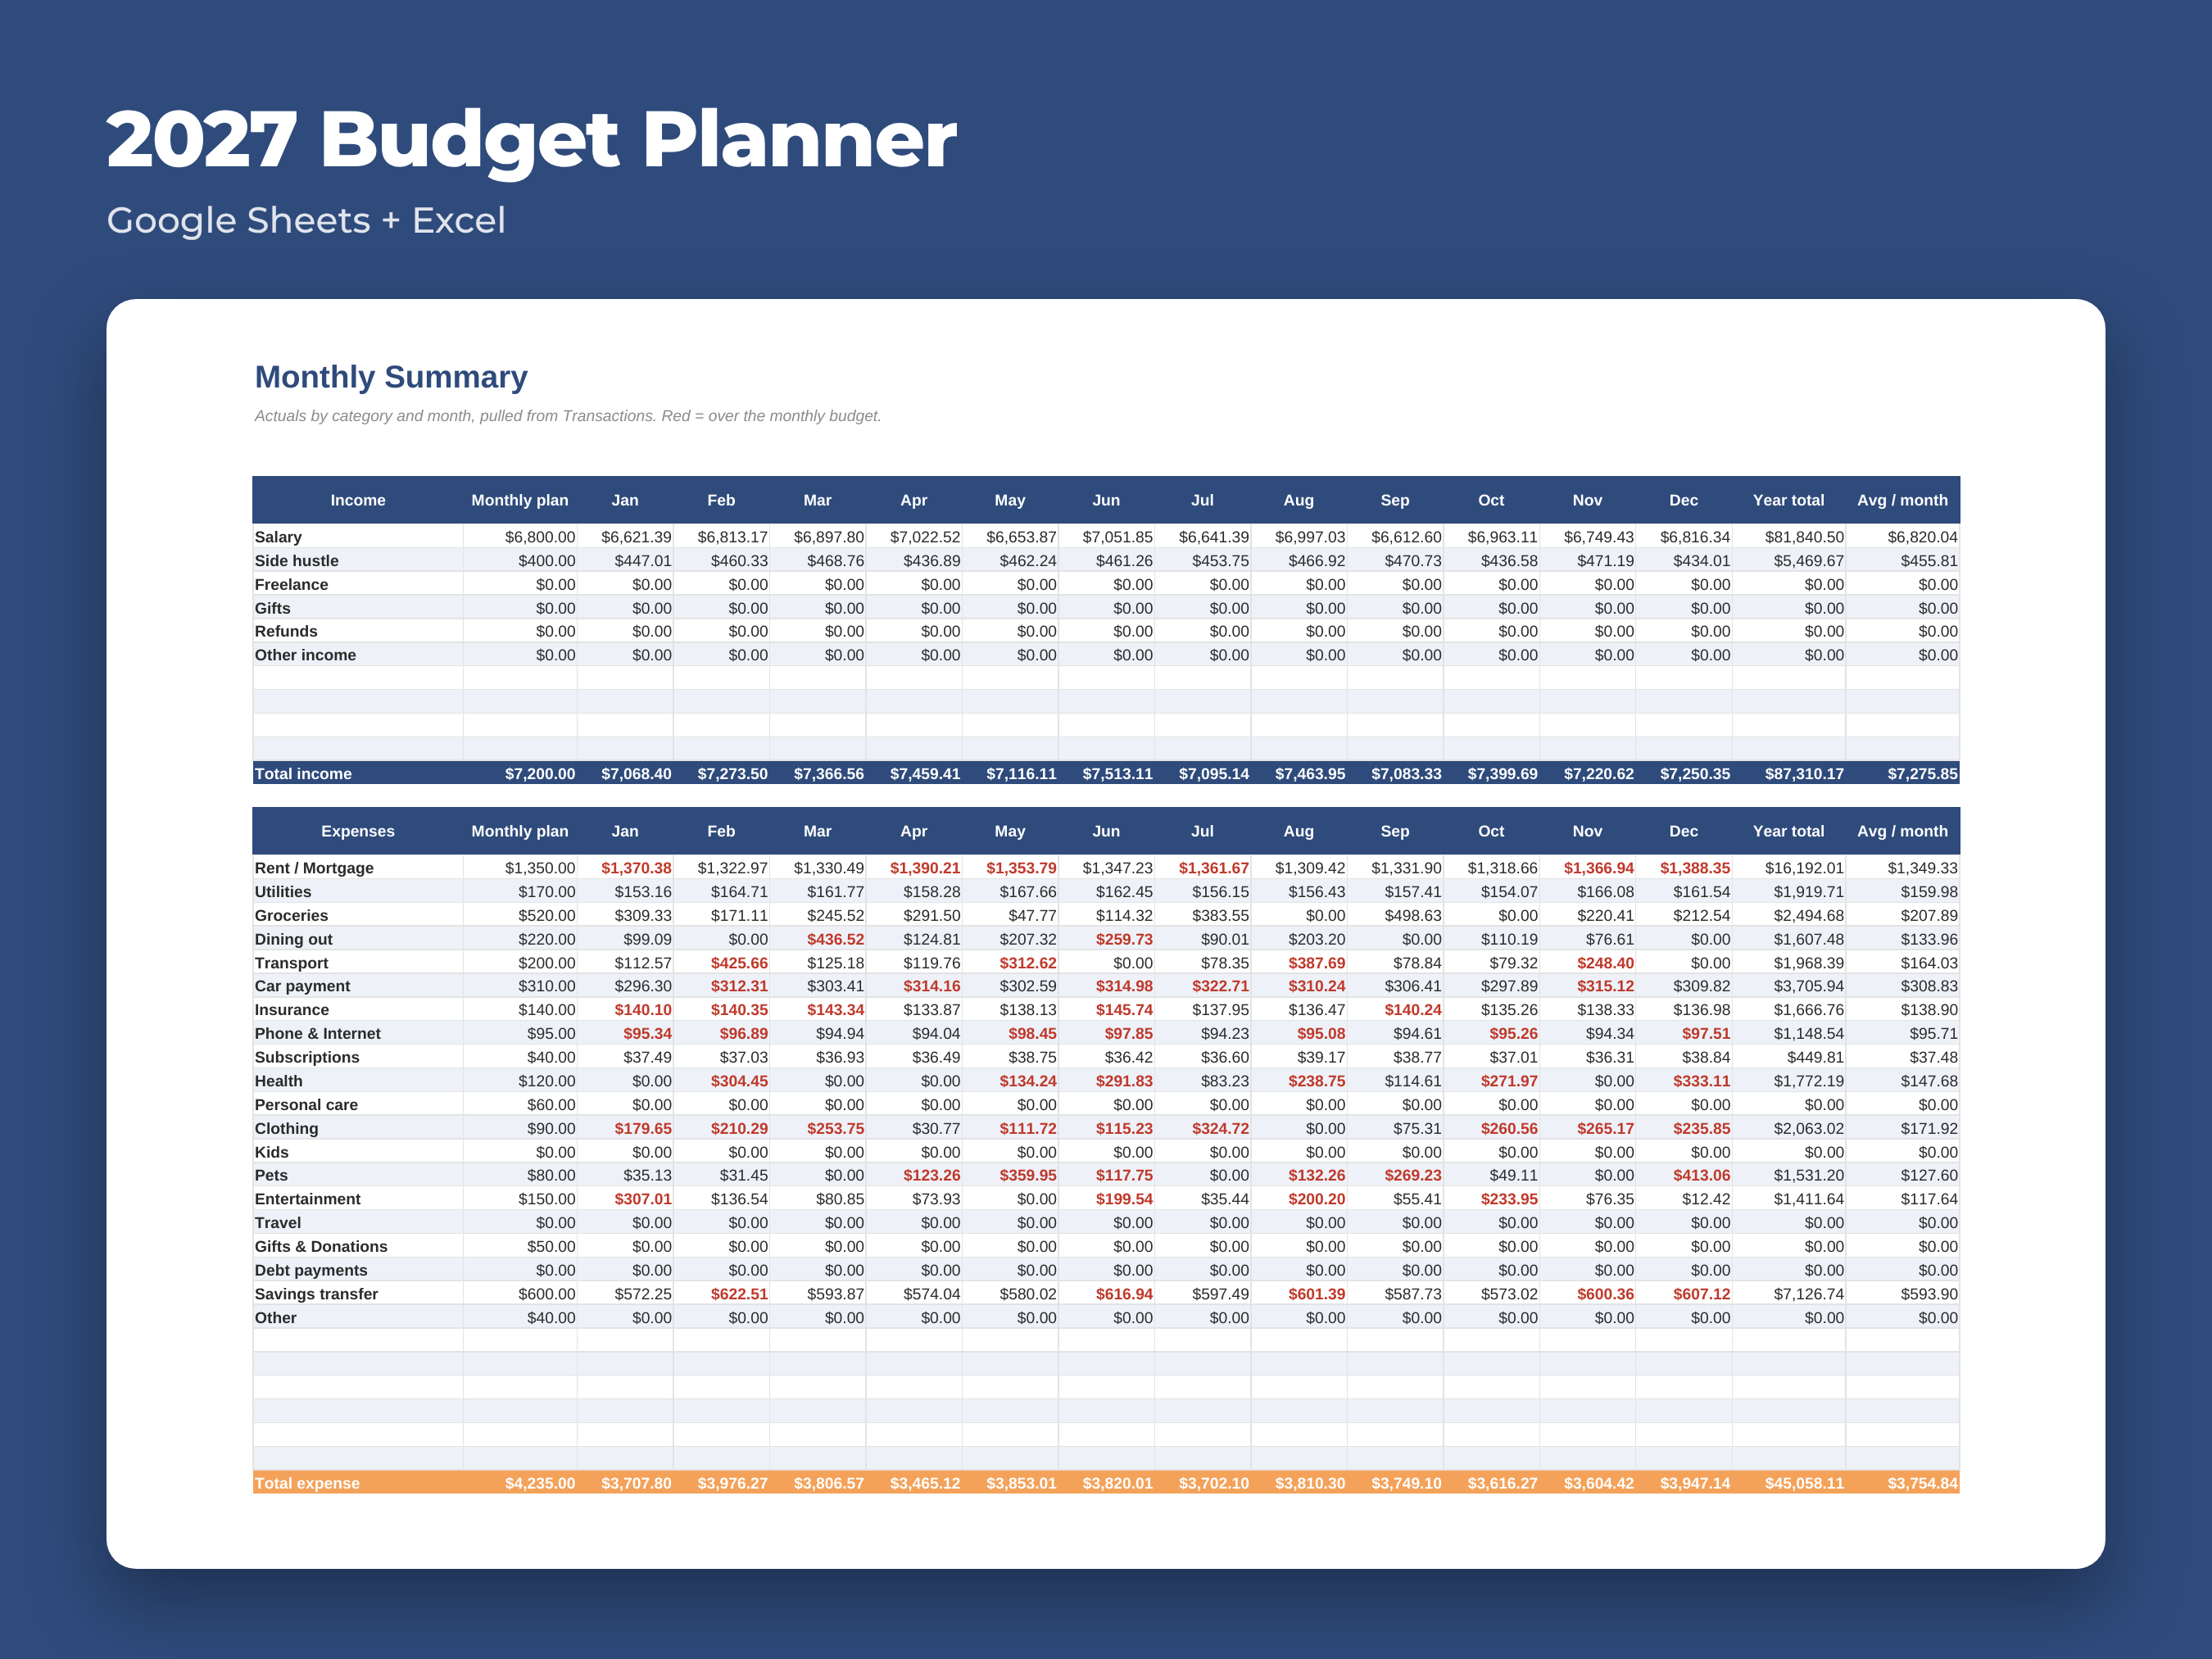 2027 Budget Planner
Google Sheets + Excel
Monthly Summary
Actuals by category and month, pulled from Transactions. Red = over the monthly budget.
Income Monthly plan Jan Feb Mar Apr May Jun Jul Aug Sep Oct Nov Dec Year total Avg / month
Salary $6,800.00 $6,621.39 $6,813.17 $6,897.80 $7,022.52 $6,653.87 $7,051.85 $6,641.39 $6,997.03 $6,612.60 $6,963.11 $6,749.43 $6,816.34 $81,840.50 $6,820.04
Side hustle $400.00 $447.01 $460.33 $468.76 $436.89 $462.24 $461.26 $453.75 $466.92 $470.73 $436.58 $471.19 $434.01 $5,469.67 $455.81
Freelance $0.00 $0.00 $0.00 $0.00 $0.00 $0.00 $0.00 $0.00 $0.00 $0.00 $0.00 $0.00 $0.00 $0.00 $0.00
Gifts $0.00 $0.00 $0.00 $0.00 $0.00 $0.00 $0.00 $0.00 $0.00 $0.00 $0.00 $0.00 $0.00 $0.00 $0.00
Refunds $0.00 $0.00 $0.00 $0.00 $0.00 $0.00 $0.00 $0.00 $0.00 $0.00 $0.00 $0.00 $0.00 $0.00 $0.00
Other income $0.00 $0.00 $0.00 $0.00 $0.00 $0.00 $0.00 $0.00 $0.00 $0.00 $0.00 $0.00 $0.00 $0.00 $0.00
Total income $7,200.00 $7,068.40 $7,273.50 $7,366.56 $7,459.41 $7,116.11 $7,513.11 $7,095.14 $7,463.95 $7,083.33 $7,399.69 $7,220.62 $7,250.35 $87,310.17 $7,275.85
Expenses Monthly plan Jan Feb Mar Apr May Jun Jul Aug Sep Oct Nov Dec Year total Avg / month
Rent / Mortgage $1,350.00 $1,370.38 $1,322.97 $1,330.49 $1,390.21 $1,353.79 $1,347.23 $1,361.67 $1,309.42 $1,331.90 $1,318.66 $1,366.94 $1,388.35 $16,192.01 $1,349.33
Utilities $170.00 $153.16 $164.71 $161.77 $158.28 $167.66 $162.45 $156.15 $156.43 $157.41 $154.07 $166.08 $161.54 $1,919.71 $159.98
Groceries $520.00 $309.33 $171.11 $245.52 $291.50 $47.77 $114.32 $383.55 $0.00 $498.63 $0.00 $220.41 $212.54 $2,494.68 $207.89
Dining out $220.00 $99.09 $0.00 $436.52 $124.81 $207.32 $259.73 $90.01 $203.20 $0.00 $110.19 $76.61 $0.00 $1,607.48 $133.96
Transport $200.00 $112.57 $425.66 $125.18 $119.76 $312.62 $0.00 $78.35 $387.69 $78.84 $79.32 $248.40 $0.00 $1,968.39 $164.03
Car payment $310.00 $296.30 $312.31 $303.41 $314.16 $302.59 $314.98 $322.71 $310.24 $306.41 $297.89 $315.12 $309.82 $3,705.94 $308.83
Insurance $140.00 $140.10 $140.35 $143.34 $133.87 $138.13 $145.74 $137.95 $136.47 $140.24 $135.26 $138.33 $136.98 $1,666.76 $138.90
Phone & Internet $95.00 $95.34 $96.89 $94.94 $94.04 $98.45 $97.85 $94.23 $95.08 $94.61 $95.26 $94.34 $97.51 $1,148.54 $95.71
Subscriptions $40.00 $37.49 $37.03 $36.93 $36.49 $38.75 $36.42 $36.60 $39.17 $38.77 $37.01 $36.31 $38.84 $449.81 $37.48
Health $120.00 $0.00 $304.45 $0.00 $0.00 $134.24 $291.83 $83.23 $238.75 $114.61 $271.97 $0.00 $333.11 $1,772.19 $147.68
Personal care $60.00 $0.00 $0.00 $0.00 $0.00 $0.00 $0.00 $0.00 $0.00 $0.00 $0.00 $0.00 $0.00 $0.00 $0.00
Clothing $90.00 $179.65 $210.29 $253.75 $30.77 $111.72 $115.23 $324.72 $0.00 $75.31 $260.56 $265.17 $235.85 $2,063.02 $171.92
Kids $0.00 $0.00 $0.00 $0.00 $0.00 $0.00 $0.00 $0.00 $0.00 $0.00 $0.00 $0.00 $0.00 $0.00 $0.00
Pets $80.00 $35.13 $31.45 $0.00 $123.26 $359.95 $117.75 $0.00 $132.26 $269.23 $49.11 $0.00 $413.06 $1,531.20 $127.60
Entertainment $150.00 $307.01 $136.54 $80.85 $73.93 $0.00 $199.54 $35.44 $200.20 $55.41 $233.95 $76.35 $12.42 $1,411.64 $117.64
Travel $0.00 $0.00 $0.00 $0.00 $0.00 $0.00 $0.00 $0.00 $0.00 $0.00 $0.00 $0.00 $0.00 $0.00 $0.00
Gifts & Donations $50.00 $0.00 $0.00 $0.00 $0.00 $0.00 $0.00 $0.00 $0.00 $0.00 $0.00 $0.00 $0.00 $0.00 $0.00
Debt payments $0.00 $0.00 $0.00 $0.00 $0.00 $0.00 $0.00 $0.00 $0.00 $0.00 $0.00 $0.00 $0.00 $0.00 $0.00
Savings transfer $600.00 $572.25 $622.51 $593.87 $574.04 $580.02 $616.94 $597.49 $601.39 $587.73 $573.02 $600.36 $607.12 $7,126.74 $593.90
Other $40.00 $0.00 $0.00 $0.00 $0.00 $0.00 $0.00 $0.00 $0.00 $0.00 $0.00 $0.00 $0.00 $0.00 $0.00
Total expense $4,235.00 $3,707.80 $3,976.27 $3,806.57 $3,465.12 $3,853.01 $3,820.01 $3,702.10 $3,810.30 $3,749.10 $3,616.27 $3,604.42 $3,947.14 $45,058.11 $3,754.84